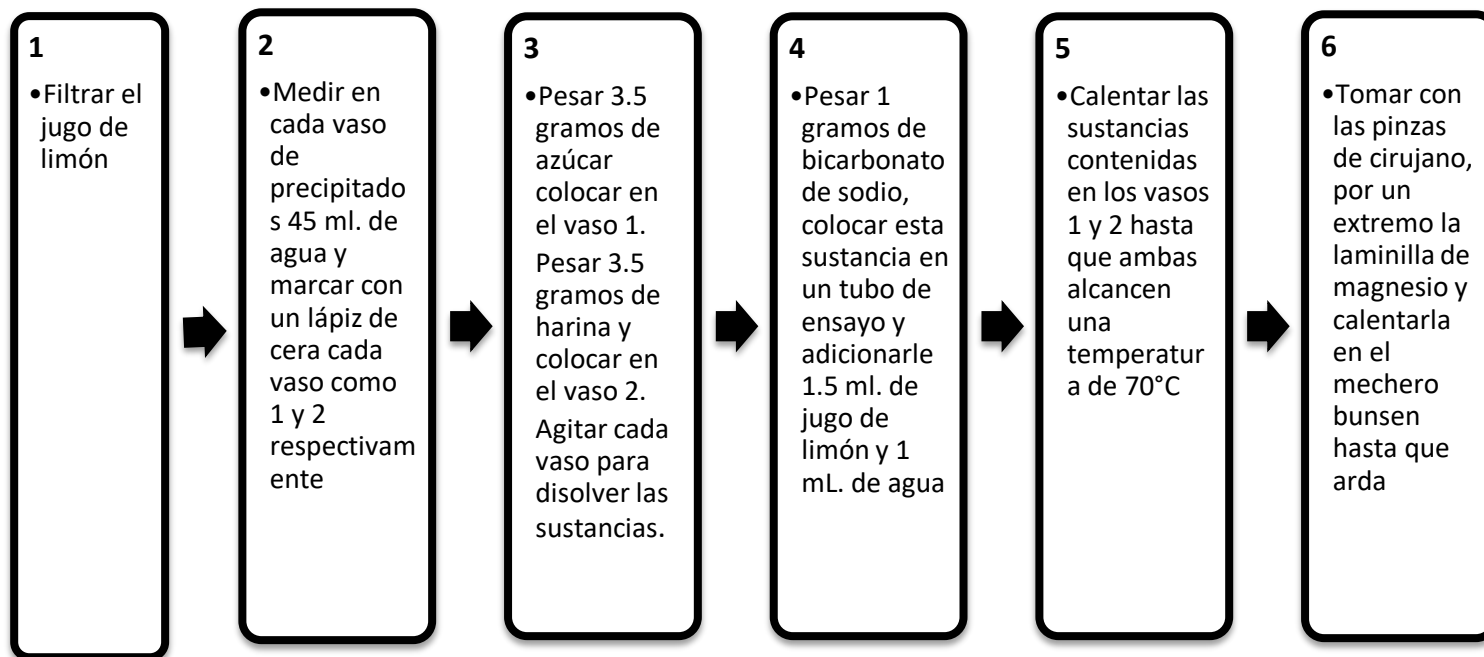 1
•Filtrar el
jugo de
limón
2
•Medir en
cada vaso
de
precipitado
s 45 ml. de
agua y
marcar con
un lápiz de
cera cada
vaso como
1 y 2
respectivam
ente
3
•Pesar 3.5
gramos de
azúcar
colocar en
el vaso 1.
Pesar 3.5
gramos de
harina y
colocar en
el vaso 2.
Agitar cada
vaso para
disolver las
sustancias.
4
•Pesar 1
gramos de
bicarbonato
de sodio,
colocar esta
sustancia en
un tubo de
ensayo y
adicionarle
1.5 ml. de
jugo de
limón y 1
mL. de agua
5
•Calentar las
sustancias
contenidas
en los vasos
1 y 2 hasta
que ambas
alcancen
una
temperatur
a de 70°C
6
•Tomar con
las pinzas
de cirujano,
por un
extremo la
laminilla de
magnesio y
calentarla
en el
mechero
bunsen
hasta que
arda